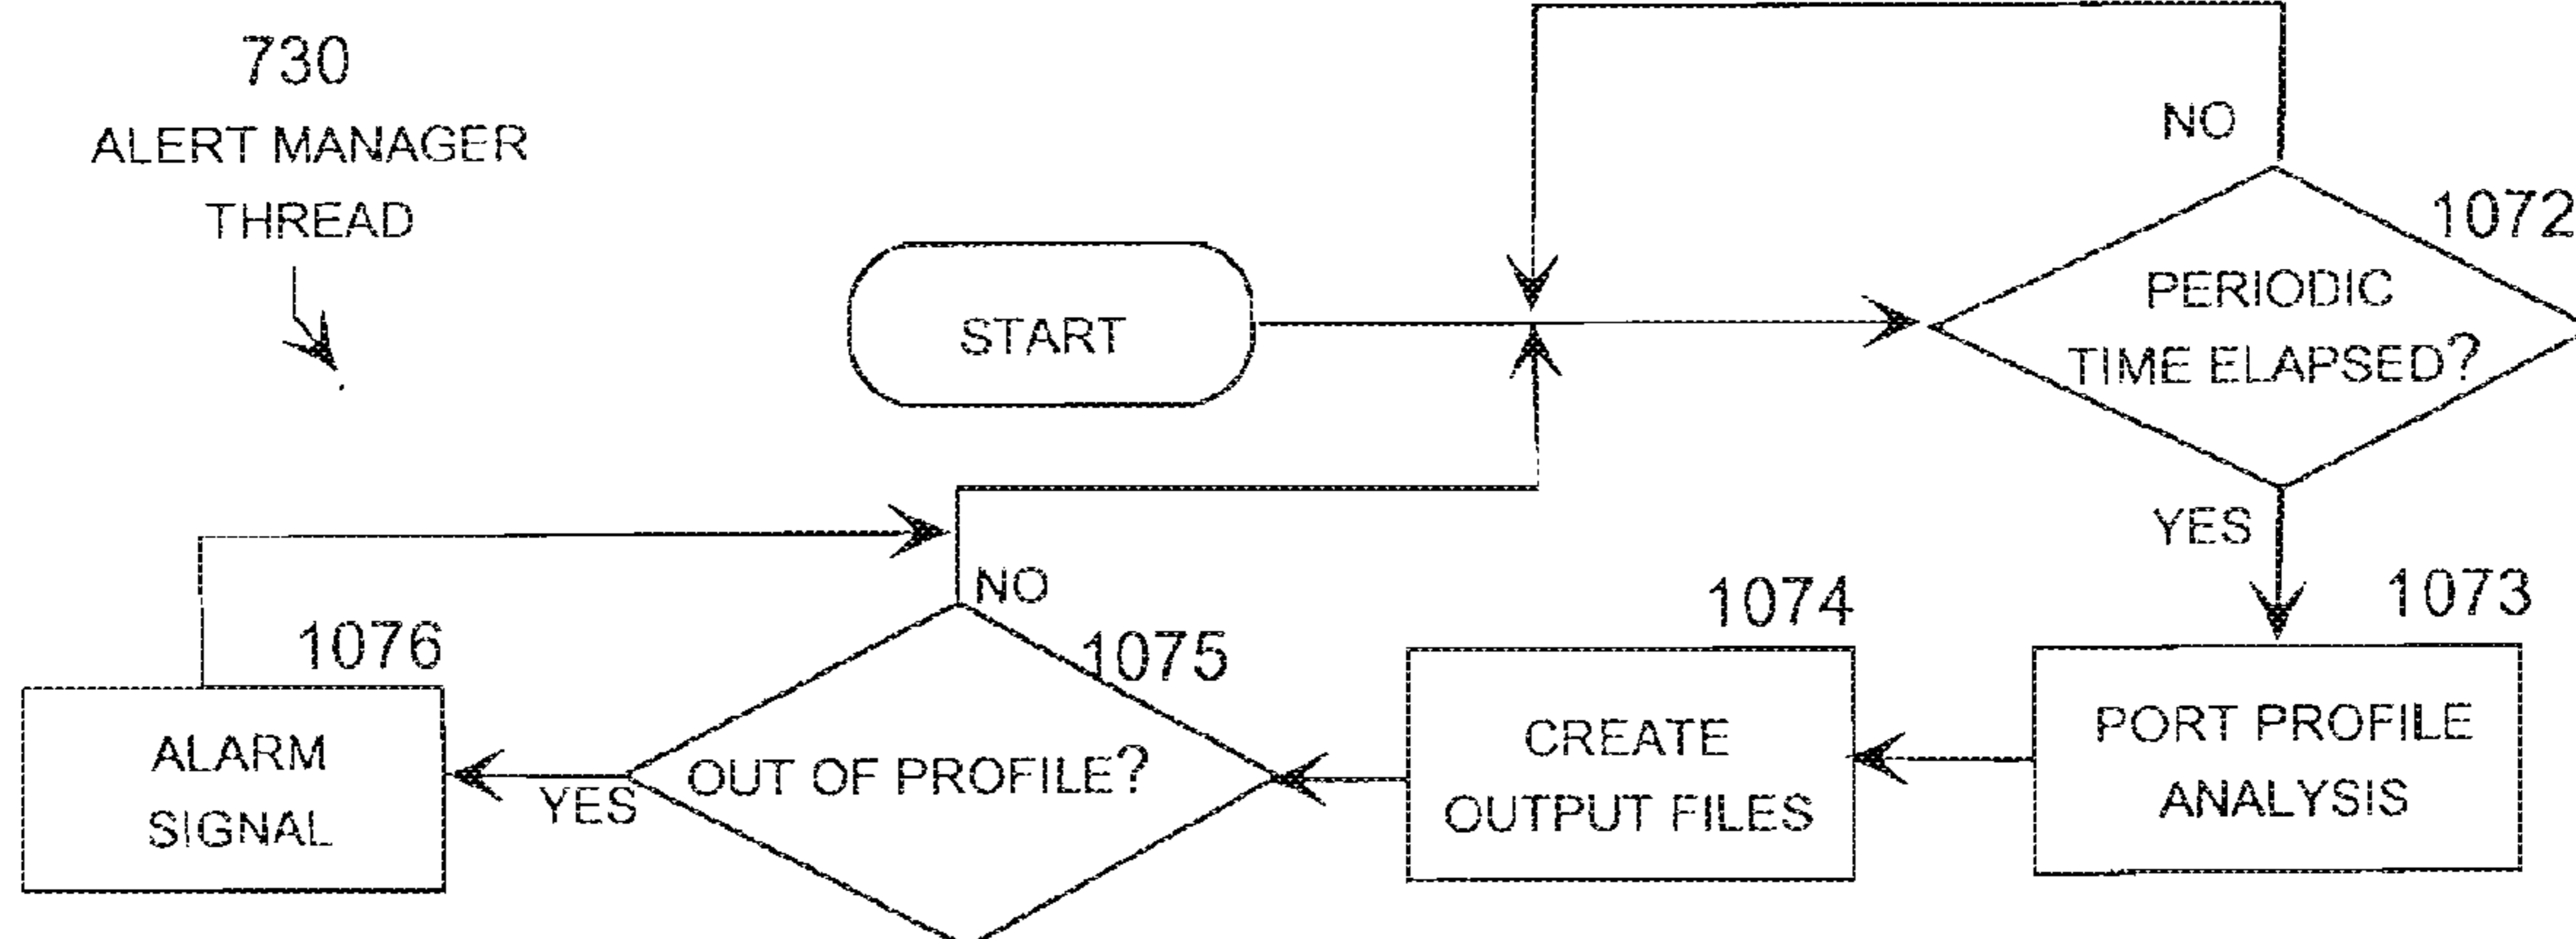 730
ALERT MANAGER
THREAD
START
NO
1072
PERIODIC
TIME ELAPSED?
YES
1073
PORT PROFILE
ANALYSIS
1074
CREATE
OUTPUT FILES
NO
1075
OUT OF PROFILE?
YES
1076
ALARM
SIGNAL